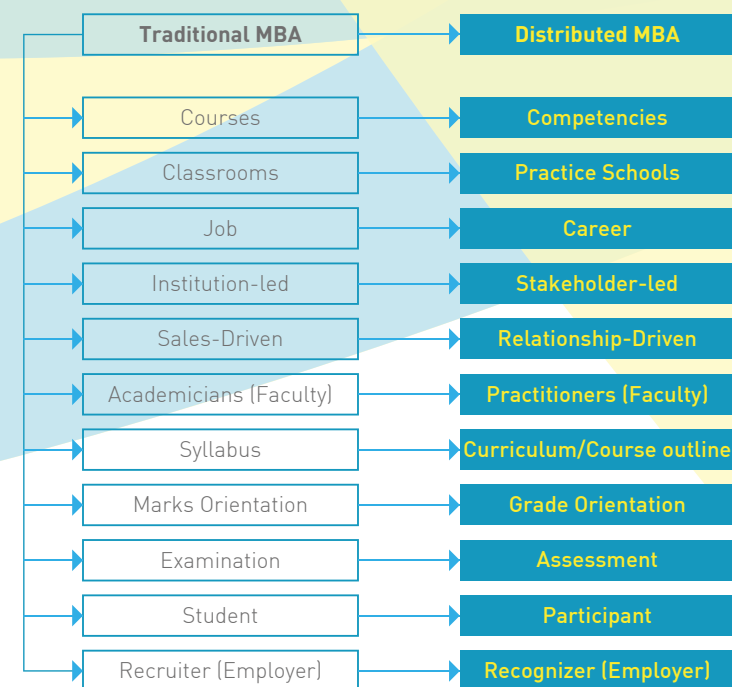 Traditional MBA
Distributed MBA
Courses
Competencies
Classrooms
Practice Schools
Job
Career
Institution-led
Stakeholder-led
Sales-Driven
Relationship-Driven
Academicians (Faculty)
Practitioners (Faculty)
Syllabus
Curriculum/Course outline
Marks Orientation
Grade Orientation
Examination
Assessment
Student
Participant
Recruiter (Employer)
Recognizer (Employer)